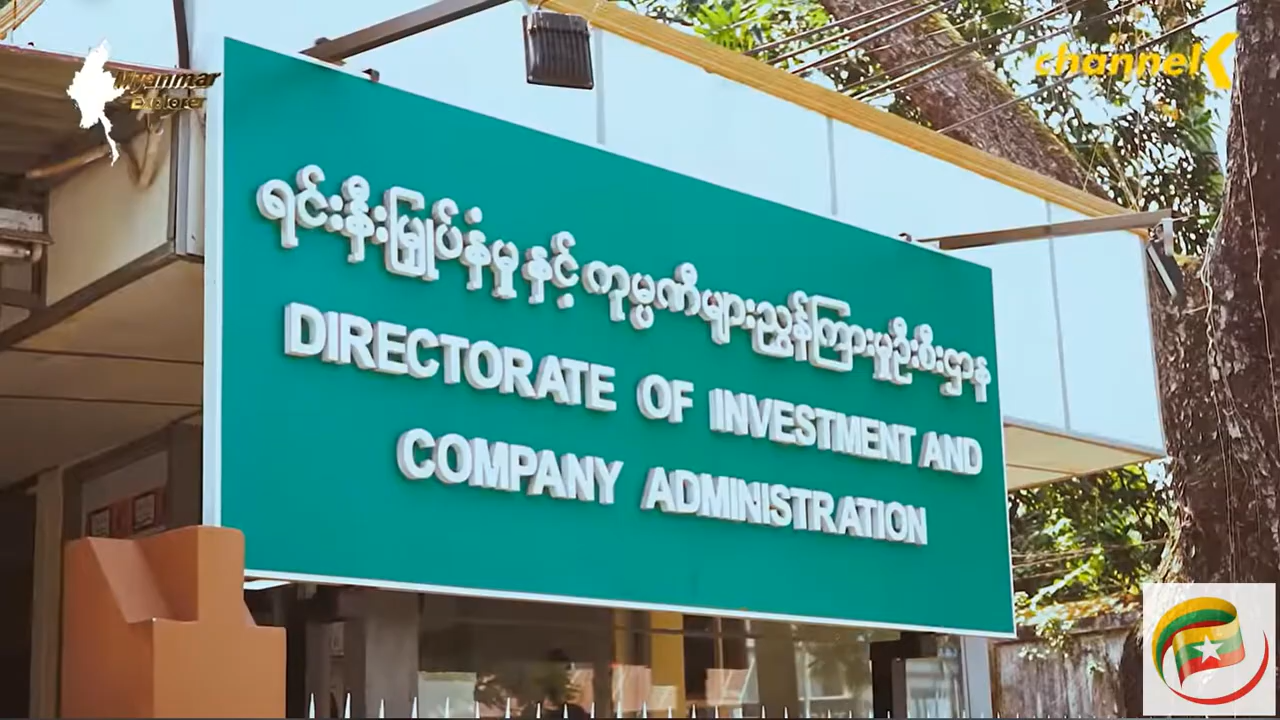 Myanmar
Explorer
channel K
ရင်းနှီးမြှုပ်နှံမှုနှင့် ကုမ္ပဏီများညွှန်ကြားမှုဦးစီးဌာန
DIRECTORATE OF INVESTMENT AND
COMPANY ADMINISTRATION